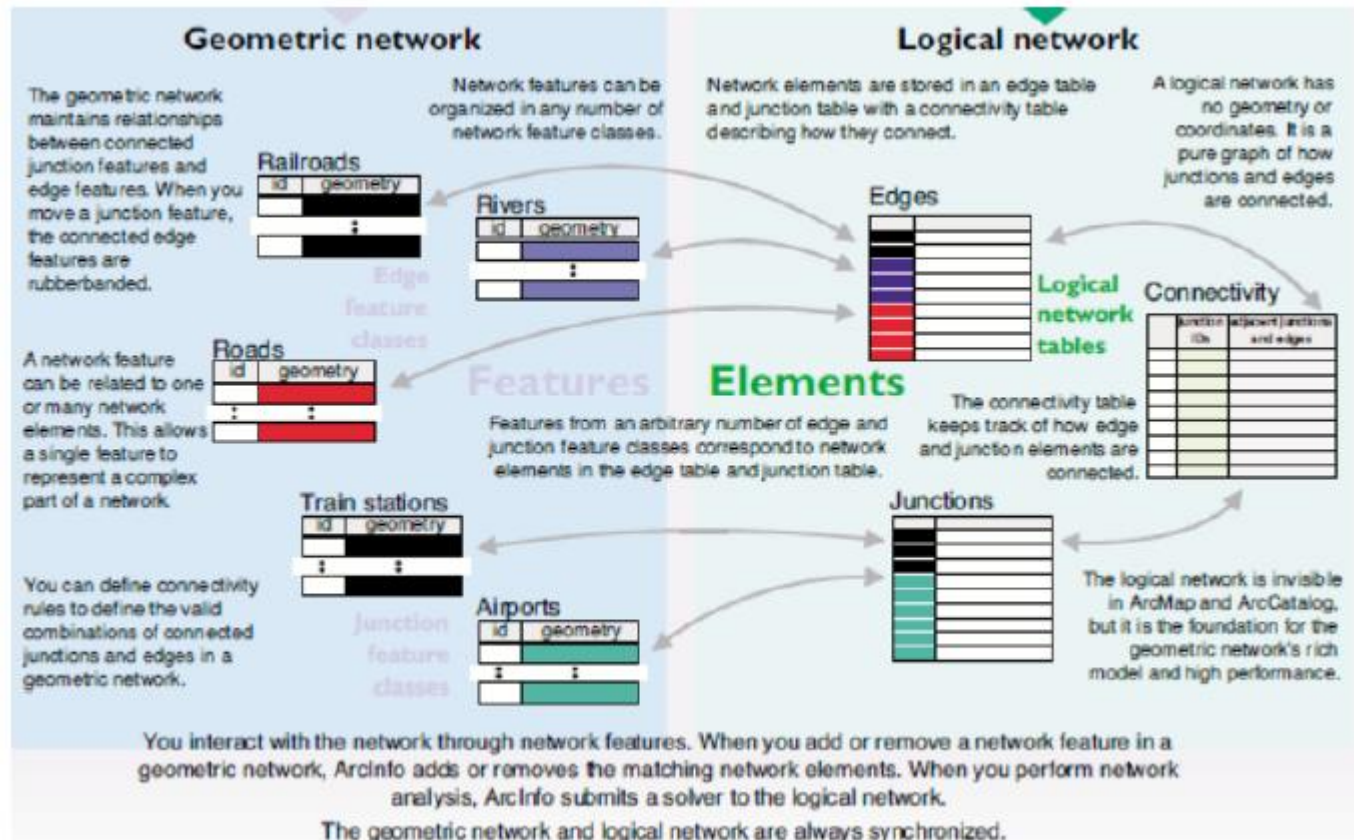 Geometric network
The geometric network
maintains relationships
between connected
junction features and
edge features. When you
move a junction feature,
the connected edge
features are
rubberbanded.
Network features can be
organized in any number of
network feature classes.
Railroads
id geometry
Rivers
id geometry
Edge
feature
classes
A network feature
can be related to one
or many network
elements. This allows
a single feature to
represent a complex
part of a network.
Roads
id geometry
Features
Train stations
id geometry
You can define connectivity
rules to define the valid
combinations of connected
junctions and edges in a
geometric network.
Junction
feature
classes
Airports
id geometry
Logical network
Network elements are stored in an edge table
and junction table with a connectivity table
describing how they connect.
A logical network has
no geometry or
coordinates. It is a
pure graph of how
junctions and edges
are connected.
Edges
Logical
network
tables
Connectivity
junction adjacent junctions
IDs and edges
Elements
Features from an arbitrary number of edge and
junction feature classes correspond to network
elements in the edge table and junction table.
The connectivity table
keeps track of how edge
and junction elements are
connected.
Junctions
The logical network is invisible
in ArcMap and ArcCatalog,
but it is the foundation for the
geometric network's rich
model and high performance.
You interact with the network through network features. When you add or remove a network feature in a
geometric network, ArcInfo adds or removes the matching network elements. When you perform network
analysis, ArcInfo submits a solver to the logical network.
The geometric network and logical network are always synchronized.